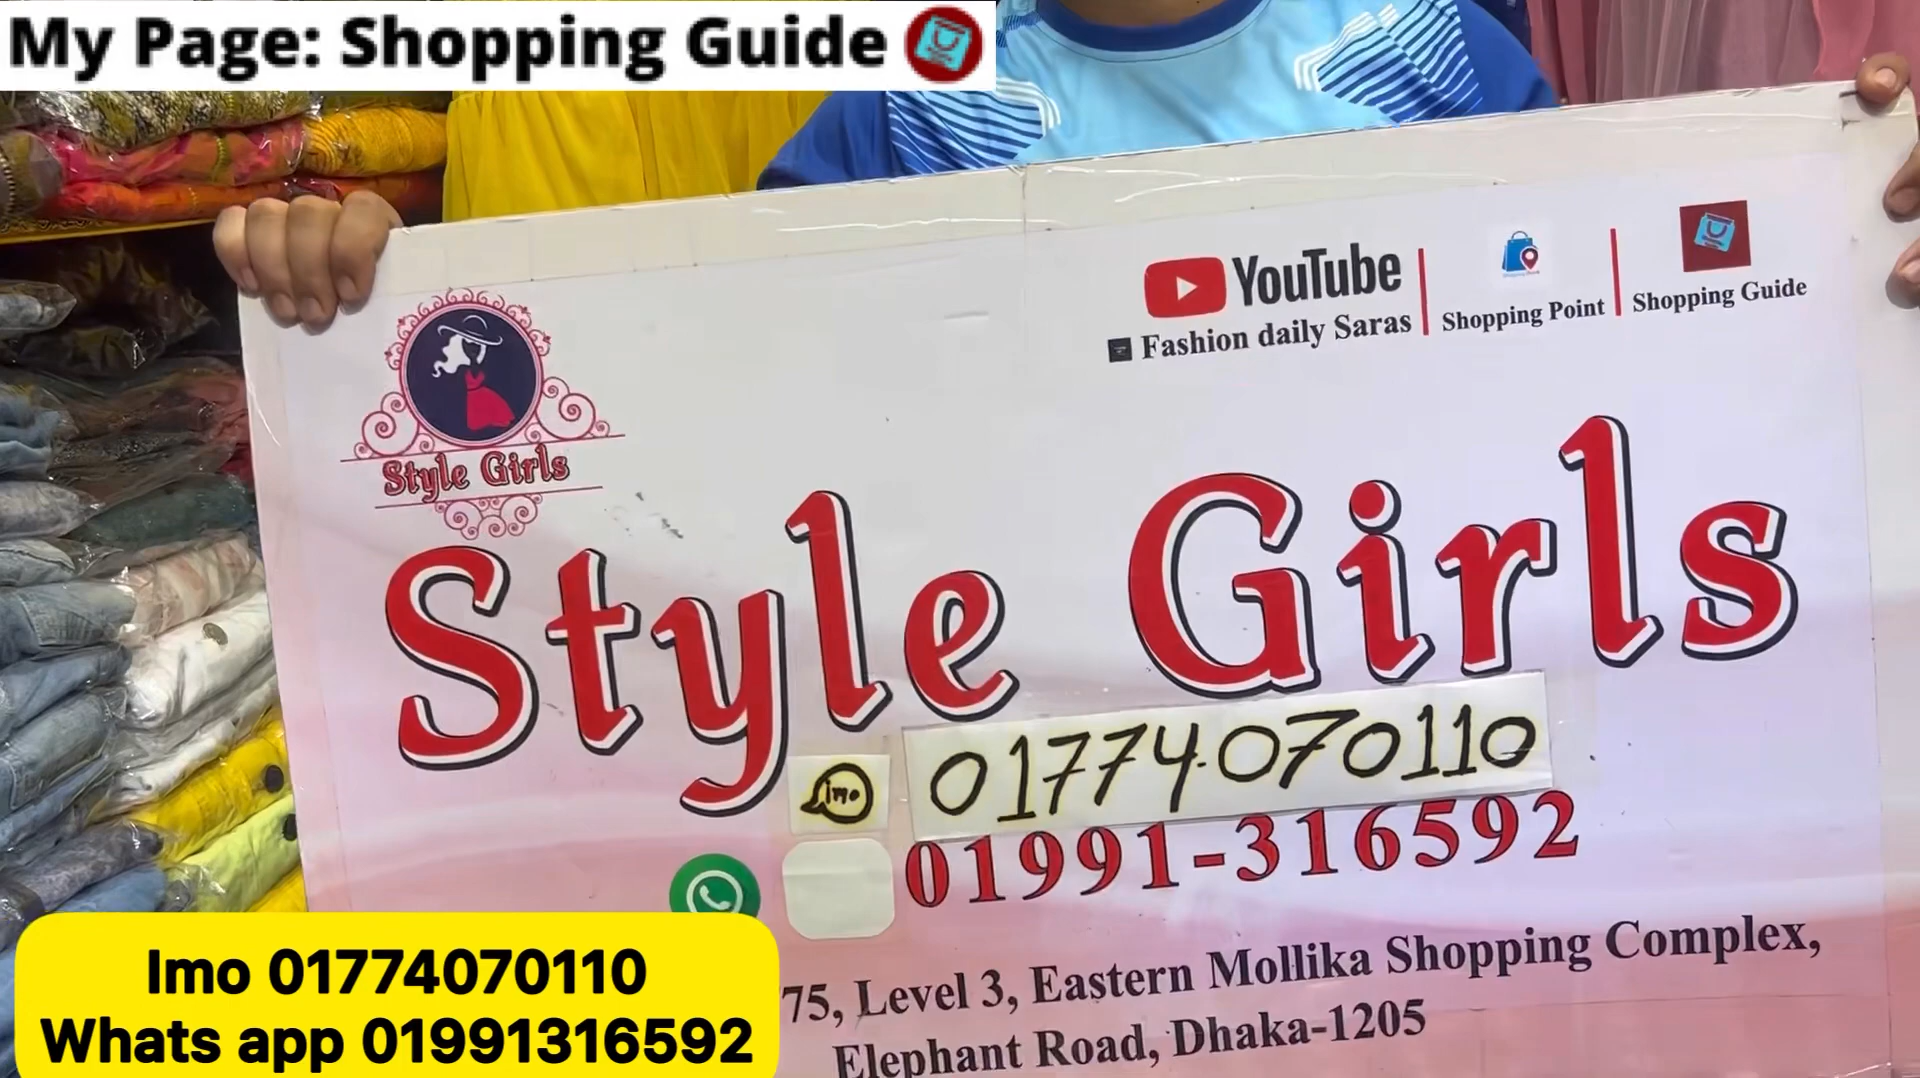 My Page: Shopping Guide
YouTube
Fashion daily Saras
Shopping Point
Shopping Guide
Style Girls
Style Girls
imo 01774070110
01991-316592
75, Level 3, Eastern Mollika Shopping Complex,
Elephant Road, Dhaka-1205
Imo 01774070110
Whats app 01991316592